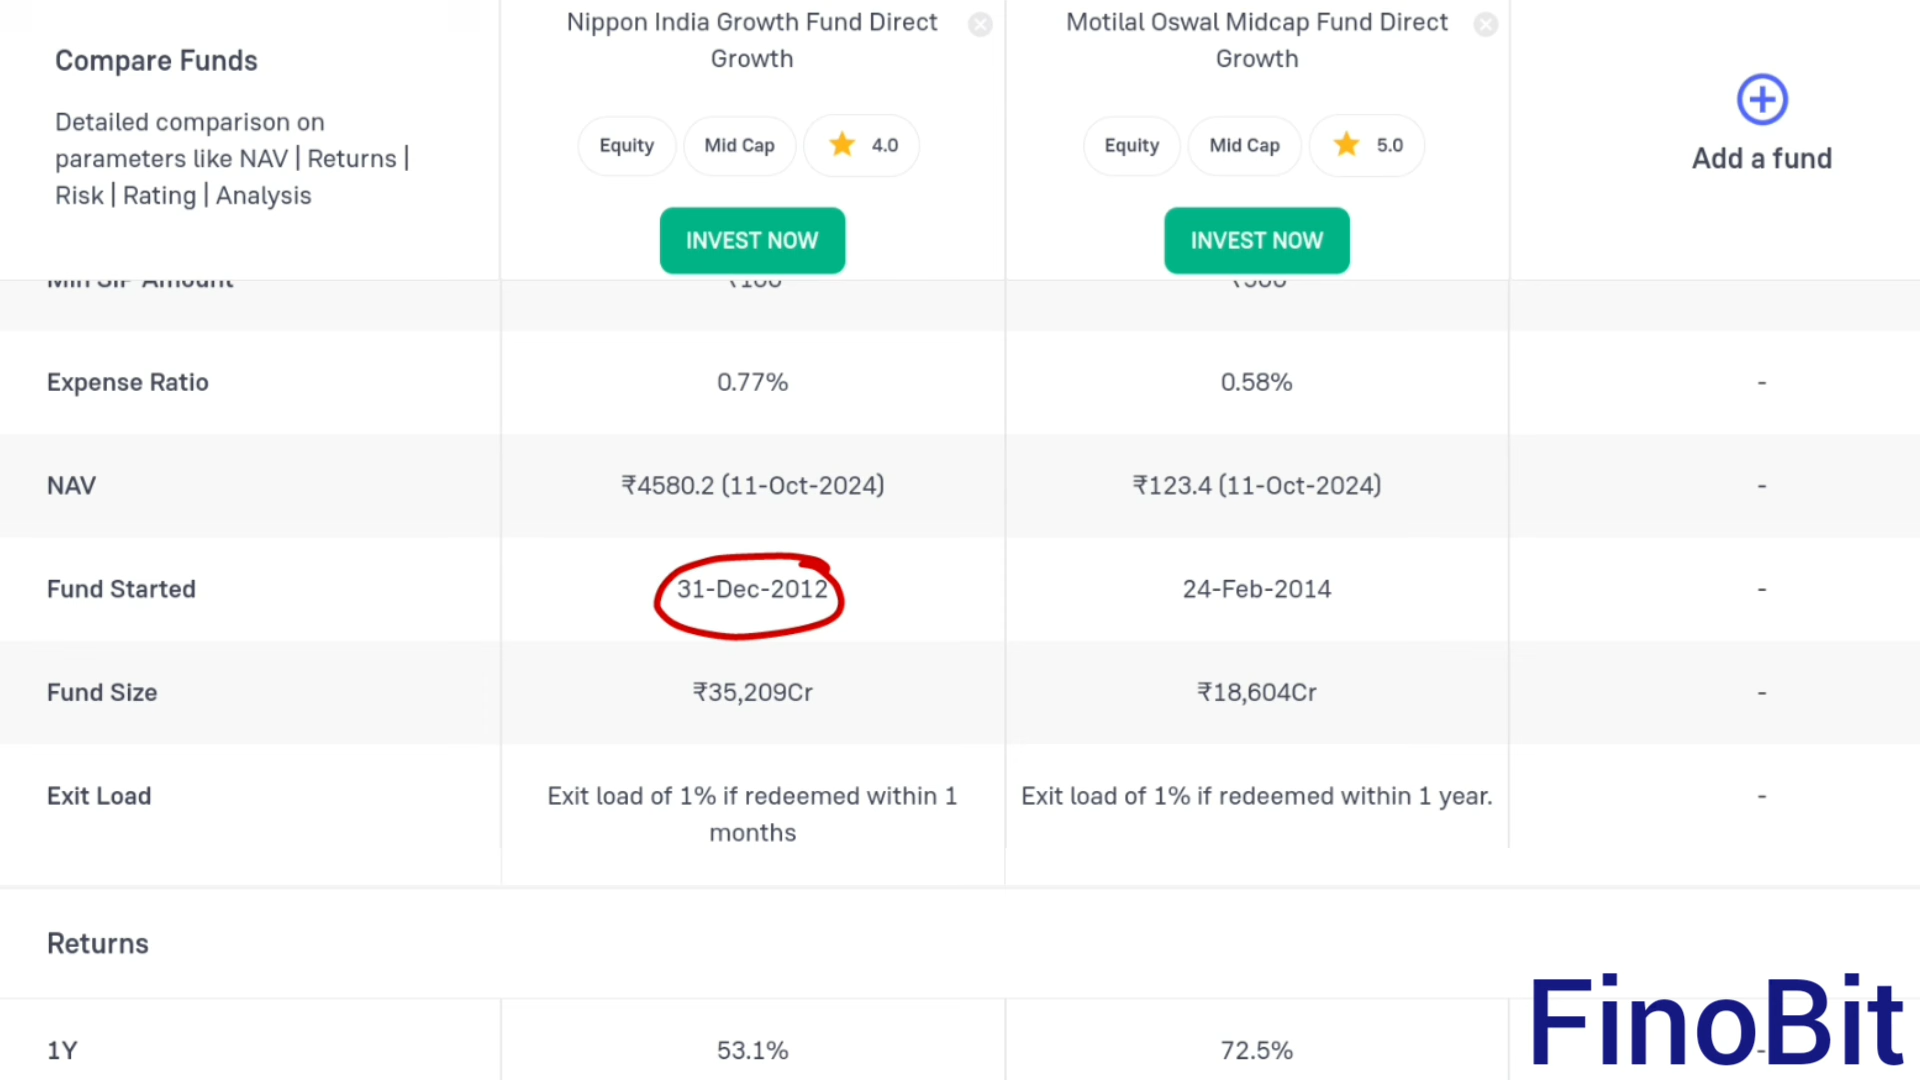 Nippon India Growth Fund Direct
Growth
Motilal Oswal Midcap Fund Direct
Growth
Compare Funds
Detailed comparison on
parameters like NAV | Returns |
Risk | Rating | Analysis
Equity Mid Cap 4.0
Equity Mid Cap 5.0
Add a fund
INVEST NOW INVEST NOW
Min SIP Amount
Expense Ratio 0.77% 0.58% -
NAV ₹4580.2 (11-Oct-2024) ₹123.4 (11-Oct-2024) -
Fund Started 31-Dec-2012 24-Feb-2014 -
Fund Size ₹35,209Cr ₹18,604Cr -
Exit Load Exit load of 1% if redeemed within 1
months
Exit load of 1% if redeemed within 1 year. -
Returns
1Y 53.1% 72.5% -
FinoBit